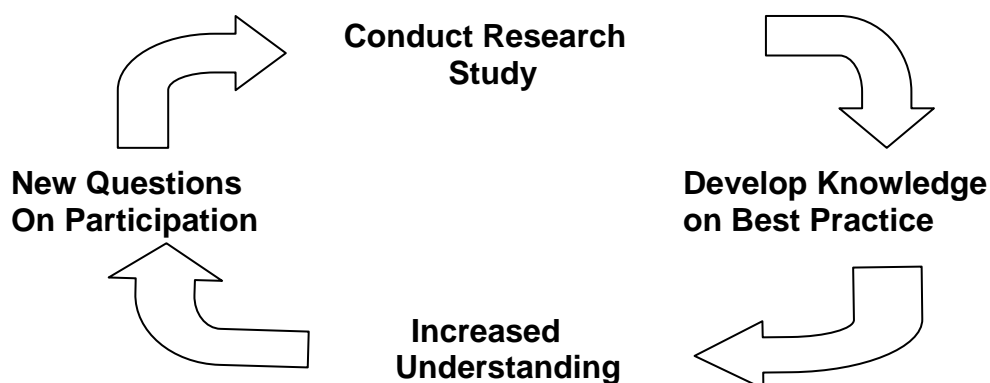 Conduct Research
Study
New Questions
On Participation
Develop Knowledge
on Best Practice
Increased
Understanding